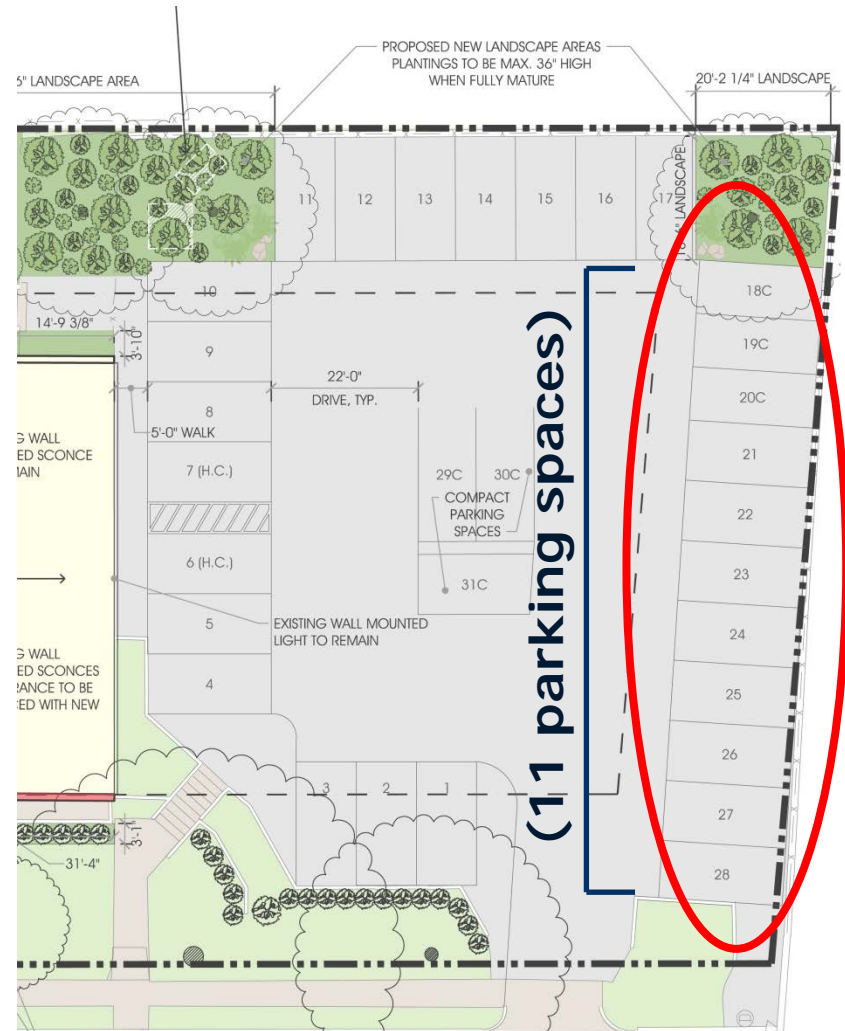 PROPOSED NEW LANDSCAPE AREAS
PLANTINGS TO BE MAX. 36" HIGH
WHEN FULLY MATURE
6" LANDSCAPE AREA
20'-2 1/4" LANDSCAPE
LANDSCAPE
11
12
13
14
15
16
17
10
9
8
7 (H.C.)
6 (H.C.)
5
4
3
2
1
18C
19C
20C
21
22
23
24
25
26
27
28
14'-9 3/8"
3'-10"
5'-0" WALK
22'-0"
DRIVE, TYP.
29C
30C
COMPACT
PARKING
SPACES
31C
(11 parking spaces)
G WALL
ED SCONCE
EXISTING WALL MOUNTED
LIGHT TO REMAIN
G WALL
ED SCONCES
RANCE TO BE
CED WITH NEW
3'-1"
31'-4"